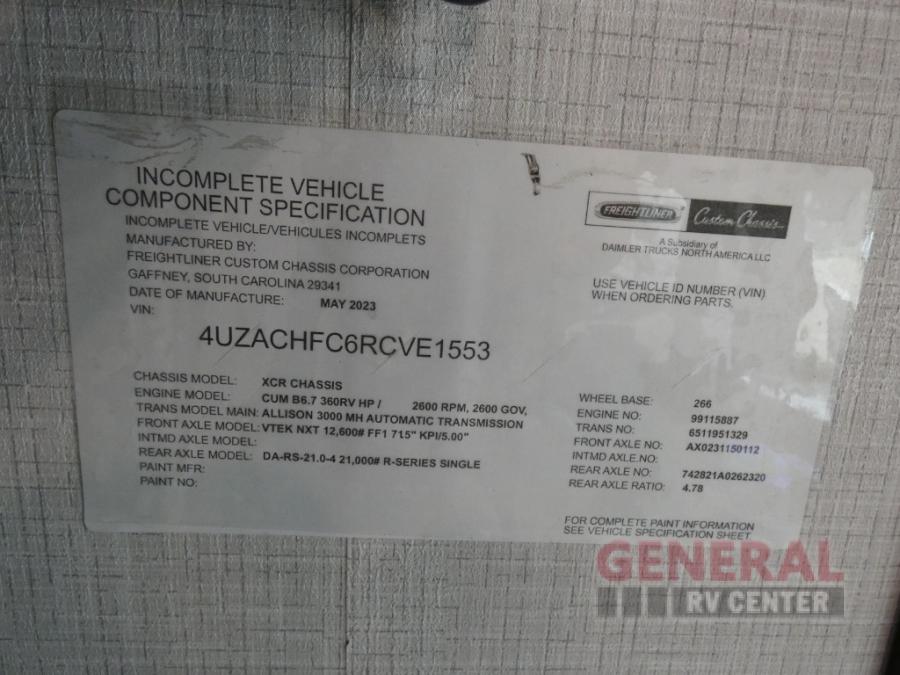 INCOMPLETE VEHICLE
COMPONENT SPECIFICATION
INCOMPLETE VEHICLE/VEHICULES INCOMPLETS
MANUFACTURED BY:
FREIGHTLINER CUSTOM CHASSIS CORPORATION
GAFFNEY, SOUTH CAROLINA 29341
DATE OF MANUFACTURE: MAY 2023
VIN:
4UZACHFC6RCVE1553
FREIGHTLINER Custom Chassis
A Subsidiary of
DAIMLER TRUCKS NORTH AMERICA LLC
USE VEHICLE ID NUMBER (VIN)
WHEN ORDERING PARTS.
CHASSIS MODEL: XCR CHASSIS
ENGINE MODEL: CUM B6.7 360RV HP / 2600 RPM, 2600 GOV,
TRANS MODEL MAIN: ALLISON 3000 MH AUTOMATIC TRANSMISSION
FRONT AXLE MODEL: VTEK NXT 12,600# FF1 71.5" KPI/5.00"
INTMD AXLE MODEL:
REAR AXLE MODEL: DA-RS-21.0-4 21,000# R-SERIES SINGLE
PAINT MFR:
PAINT NO:
WHEEL BASE: 266
ENGINE NO: 99115887
TRANS NO: 6511951329
FRONT AXLE NO: AX0231150112
INTMD AXLE.NO:
REAR AXLE NO: 742821A0262320
REAR AXLE RATIO: 4.78
FOR COMPLETE PAINT INFORMATION
SEE VEHICLE SPECIFICATION SHEET.
GENERAL
RV CENTER